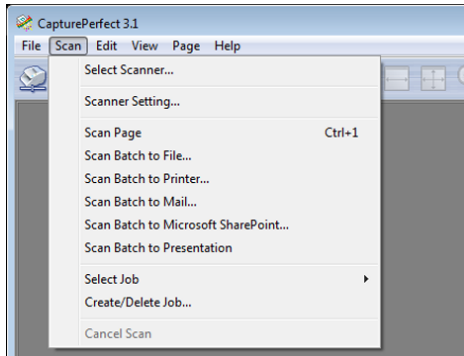 CapturePerfect 3.1
File Scan Edit View Page Help
Select Scanner...
Scanner Setting...
Scan Page Ctrl+1
Scan Batch to File...
Scan Batch to Printer...
Scan Batch to Mail...
Scan Batch to Microsoft SharePoint...
Scan Batch to Presentation
Select Job
Create/Delete Job...
Cancel Scan